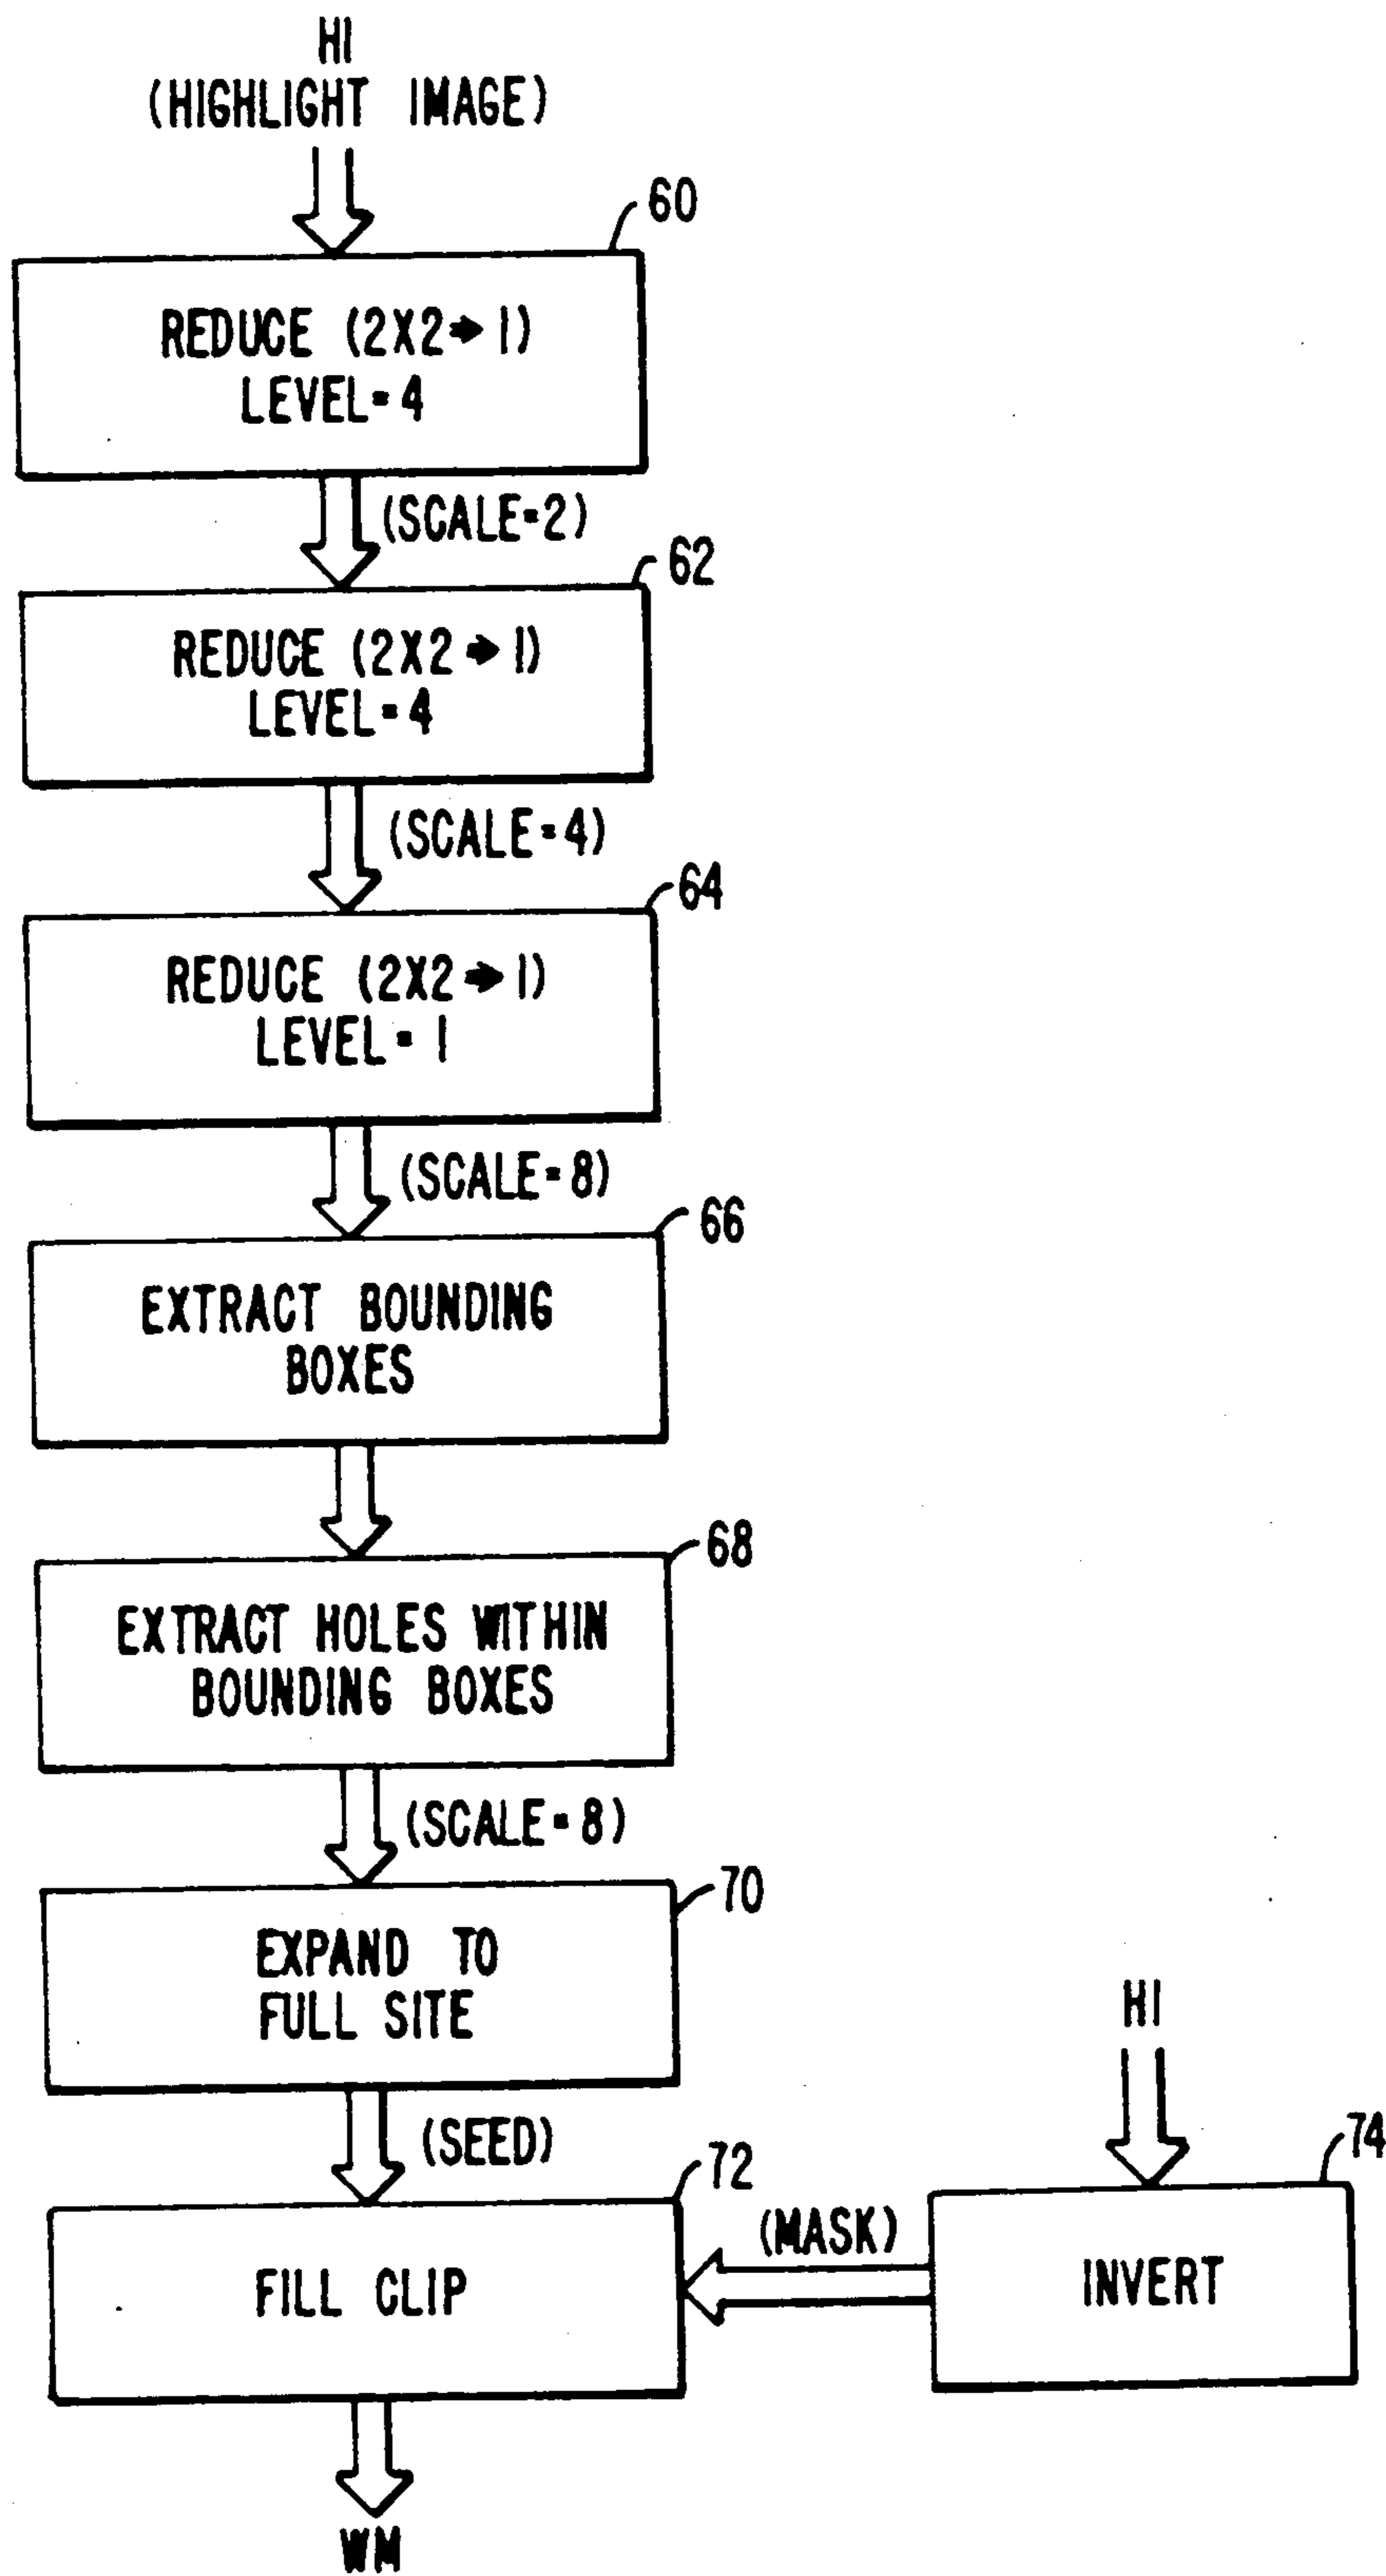 HI
(HIGHLIGHT IMAGE)
60
REDUCE (2X2➔1)
LEVEL=4
(SCALE=2)
62
REDUCE (2X2➔1)
LEVEL=4
(SCALE=4)
64
REDUCE (2X2➔1)
LEVEL=1
(SCALE=8)
66
EXTRACT BOUNDING
BOXES
68
EXTRACT HOLES WITHIN
BOUNDING BOXES
(SCALE=8)
70
EXPAND TO
FULL SITE
(SEED)
72
FILL CLIP
HI
74
(MASK)
INVERT
WM